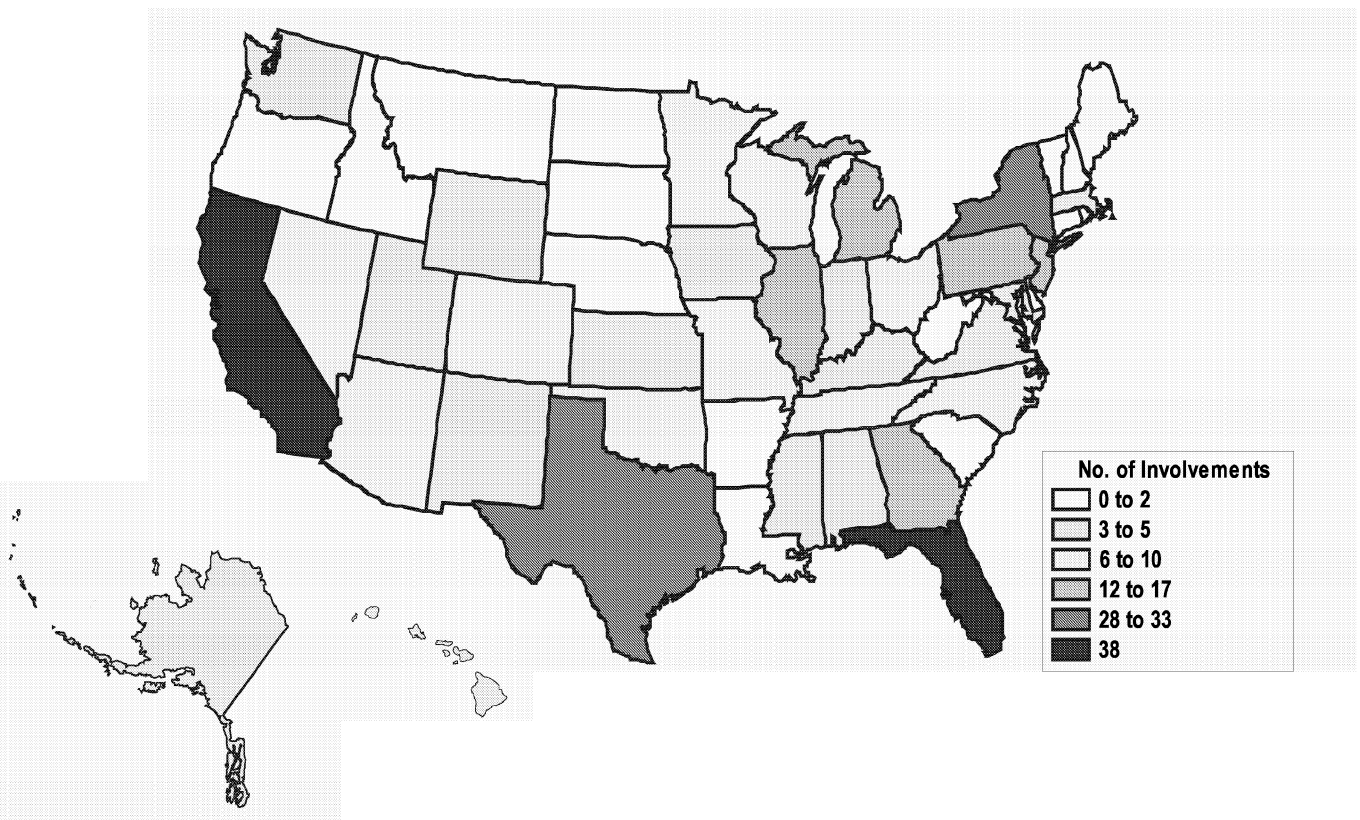 No. of Involvements
0 to 2
3 to 5
6 to 10
12 to 17
28 to 33
38